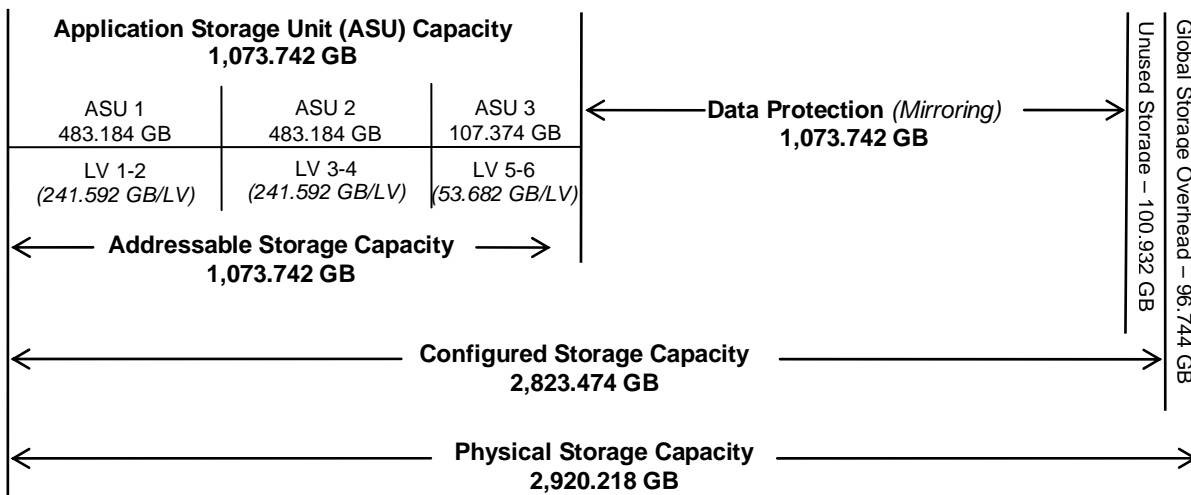 Application Storage Unit (ASU) Capacity
1,073.742 GB
ASU 1
483.184 GB
ASU 2
483.184 GB
ASU 3
107.374 GB
LV 1-2
(241.592 GB/LV)
LV 3-4
(241.592 GB/LV)
LV 5-6
(53.682 GB/LV)
Addressable Storage Capacity
1,073.742 GB
Data Protection (Mirroring)
1,073.742 GB
Unused Storage – 100.932 GB
Global Storage Overhead – 96.744 GB
Configured Storage Capacity
2,823.474 GB
Physical Storage Capacity
2,920.218 GB